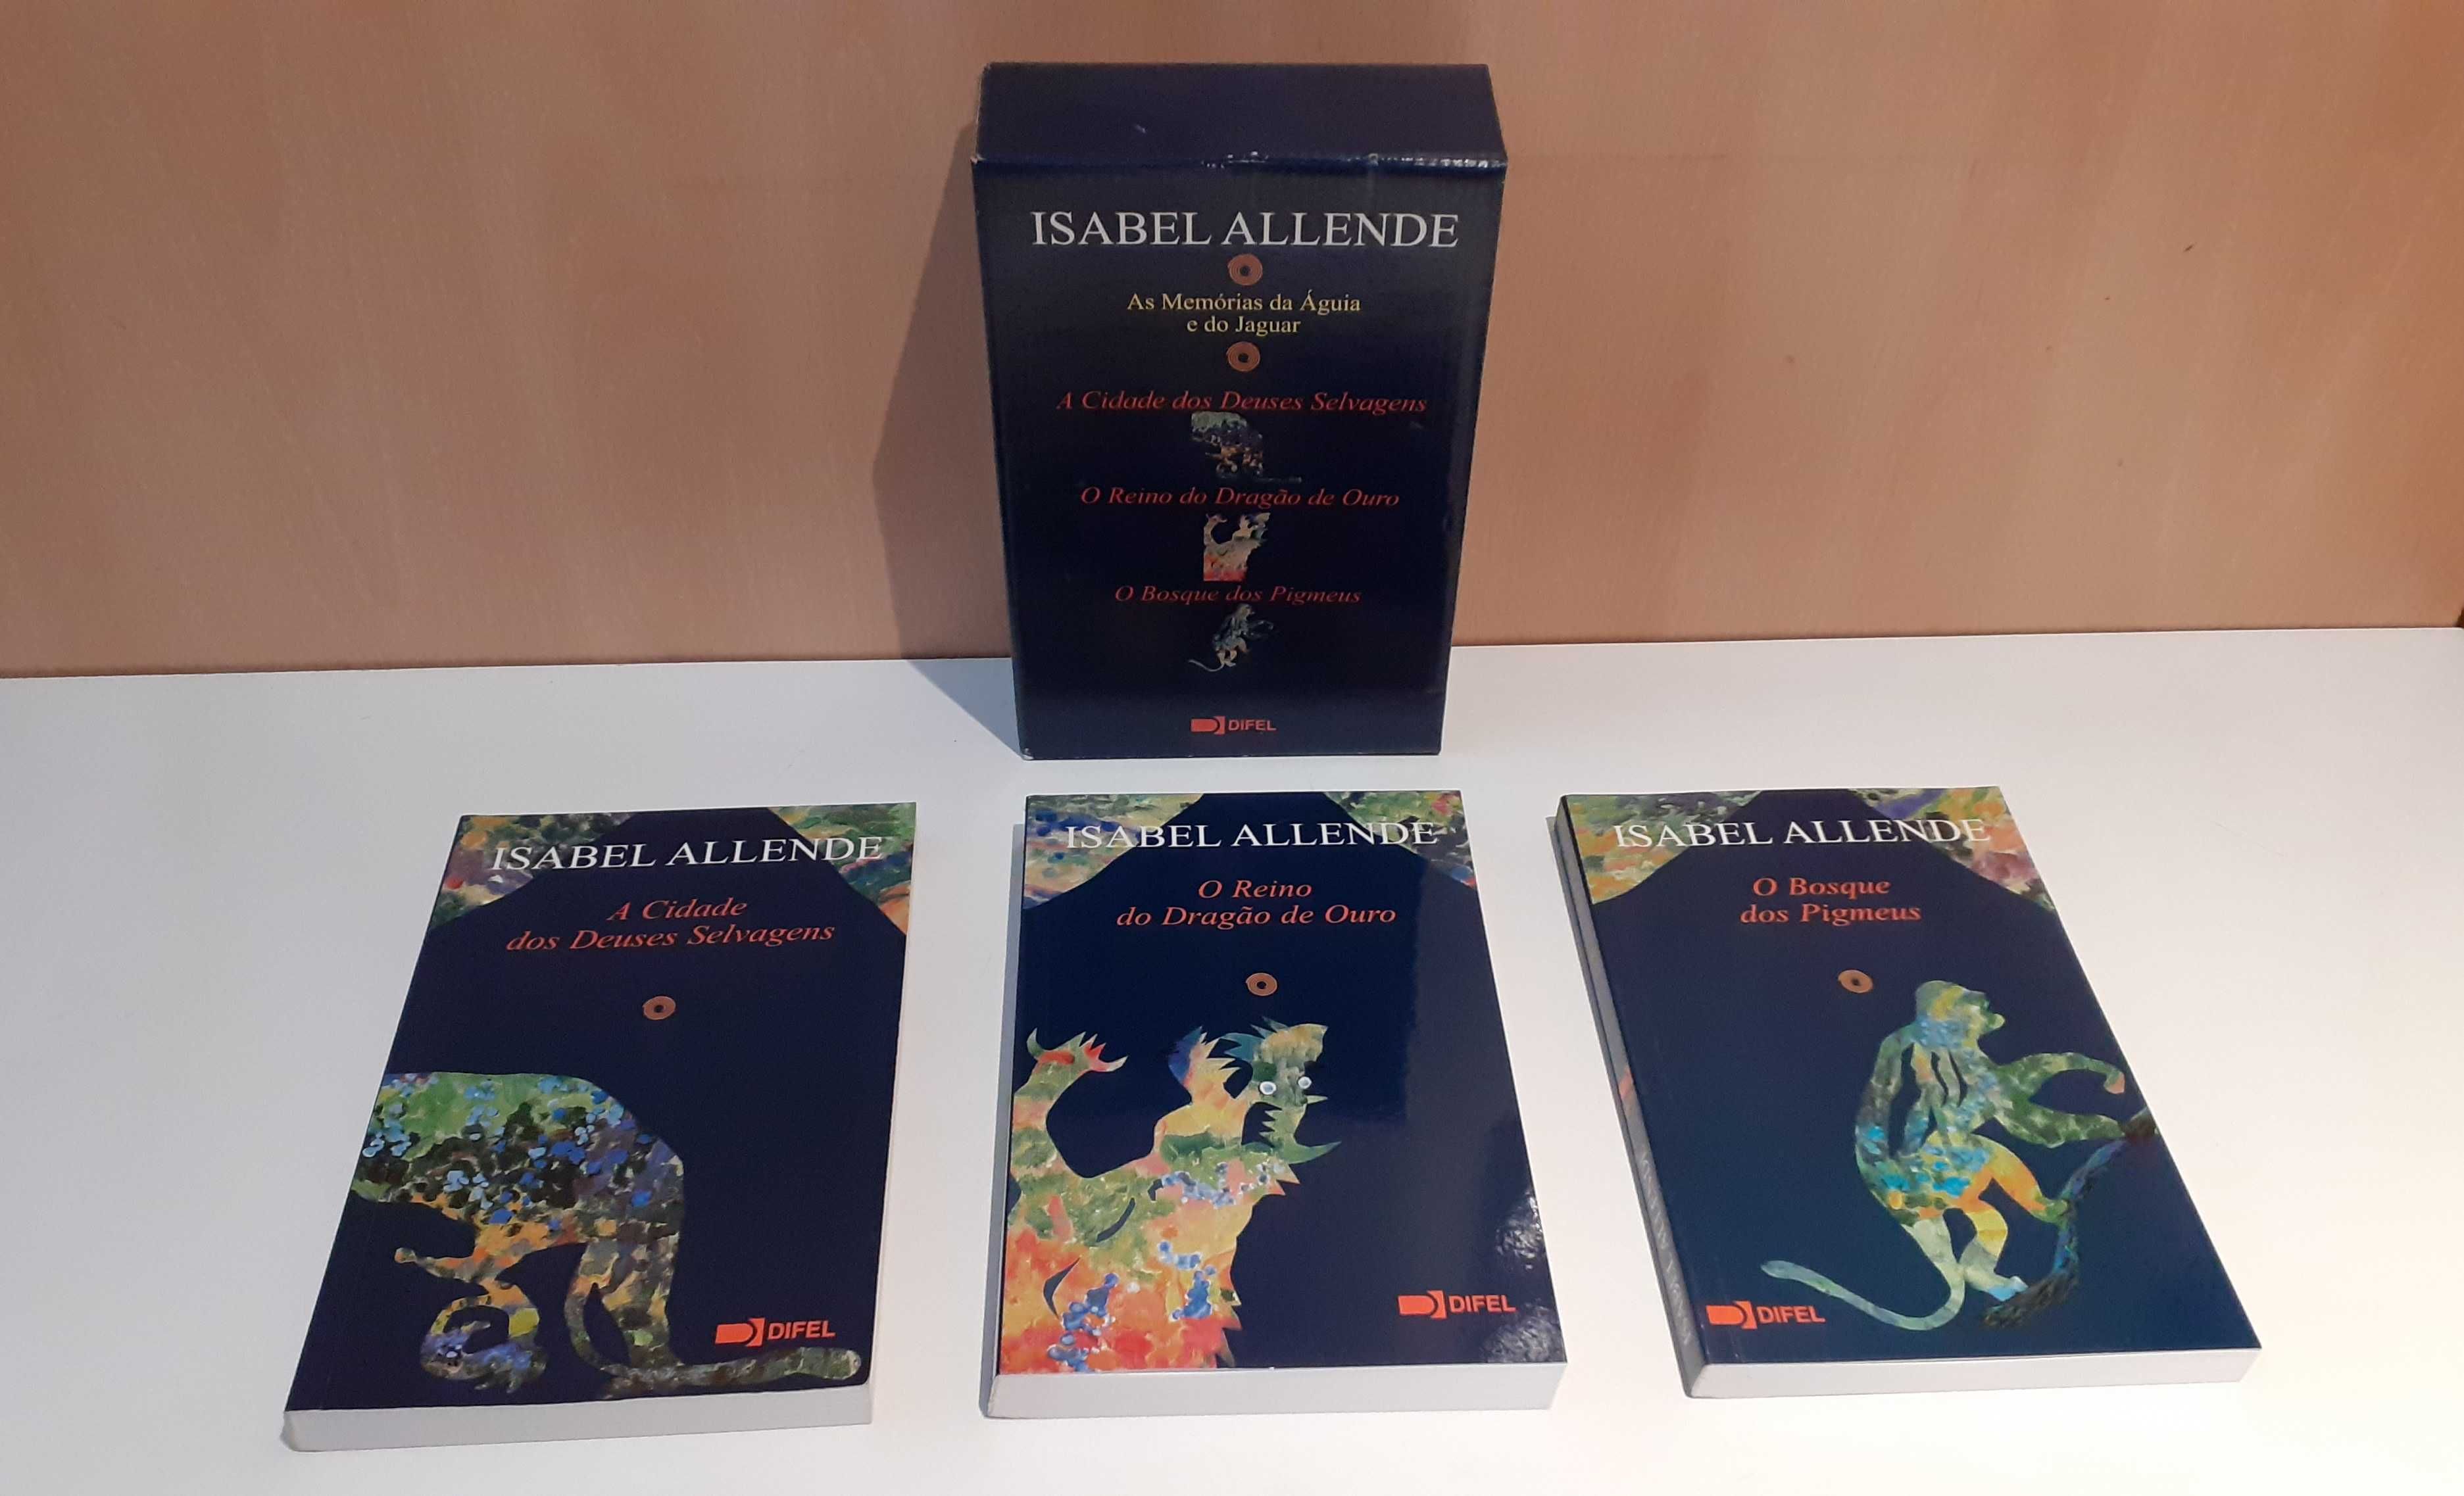 ISABEL ALLENDE
As Memórias da Águia
e do Jaguar
A Cidade dos Deuses Selvagens
O Reino do Dragão de Ouro
O Bosque dos Pigmeus
DIFEL
ISABEL ALLENDE
A Cidade
dos Deuses Selvagens
DIFEL
ISABEL ALLENDE
O Reino
do Dragão de Ouro
DIFEL
ISABEL ALLENDE
O Bosque
dos Pigmeus
DIFEL